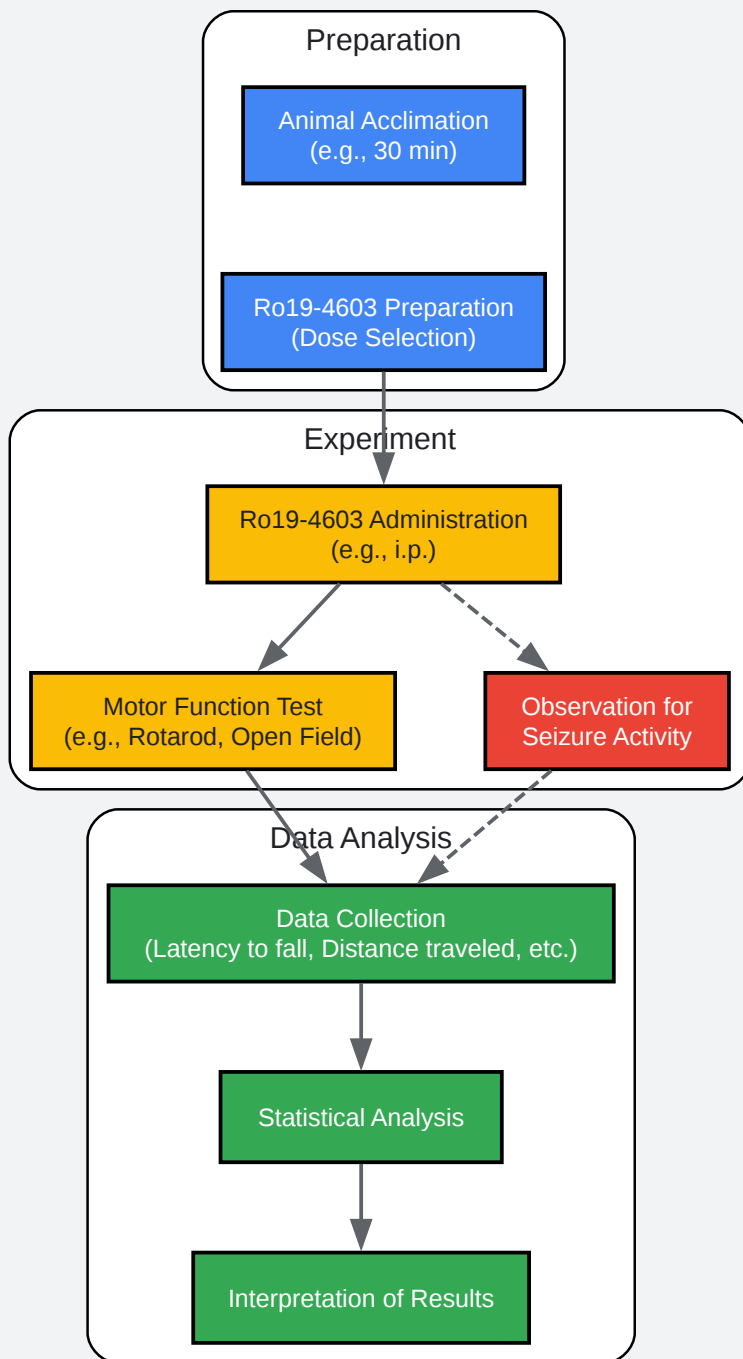 Preparation
Animal Acclimation
(e.g., 30 min)
Ro19-4603 Preparation
(Dose Selection)
Experiment
Ro19-4603 Administration
(e.g., i.p.)
Motor Function Test
(e.g., Rotarod, Open Field)
Observation for
Seizure Activity
Data Analysis
Data Collection
(Latency to fall, Distance traveled, etc.)
Statistical Analysis
Interpretation of Results